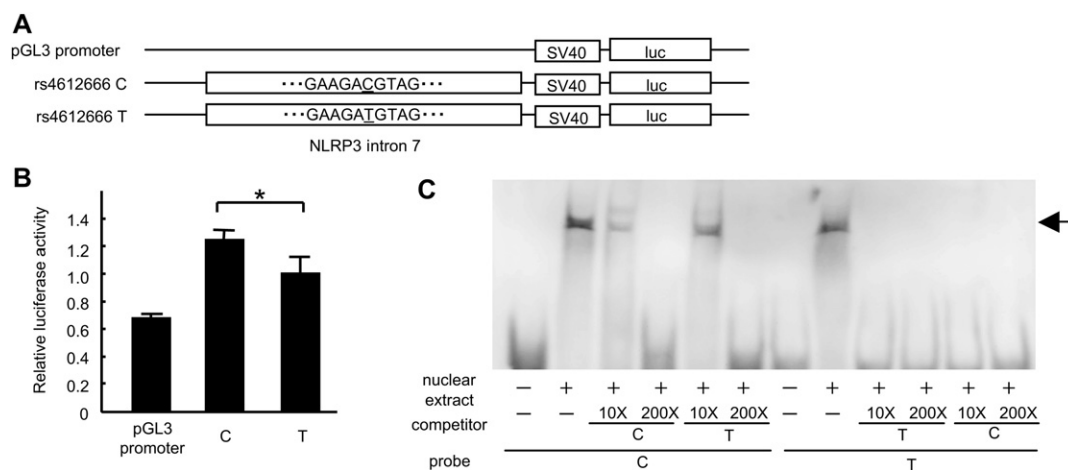 A
pGL3 promoter SV40 luc
rs4612666 C ···GAAGACGTAG··· SV40 luc
rs4612666 T ···GAAGATGTAG··· SV40 luc
NLRP3 intron 7
B
Relative luciferase activity
1.4
1.2
1.0
0.8
0.6
0.4
0.2
0
*
pGL3
promoter
C
T
C
nuclear
extract
− + + + + + − + + + + +
competitor
− − 10X 200X 10X 200X − − 10X 200X 10X 200X
C T T C
probe
C T